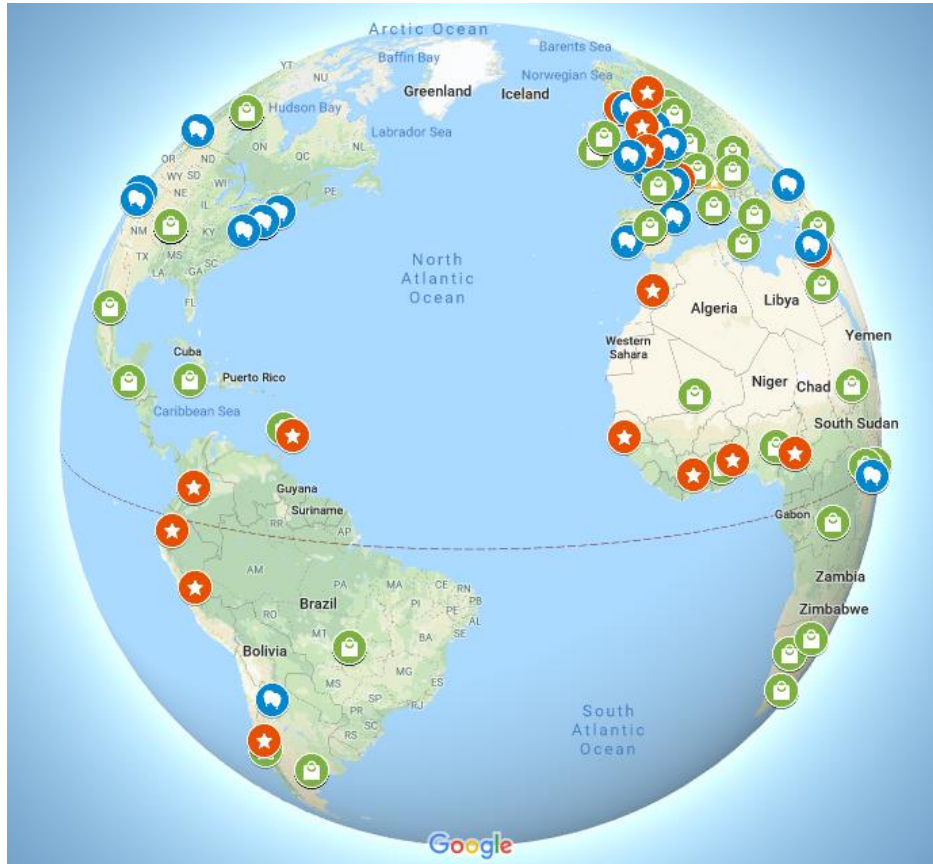 Arctic Ocean
Barents Sea
Baffin Bay
YT
NU
Norwegian Sea
Greenland
Iceland
Hudson Bay
Labrador Sea
ON
QC
NL
OR
ND
WY
SD
NE
PE
IL
NM
KY
TX
MS
SC
LA
GA
FL
North
Atlantic
Ocean
Algeria
Libya
Western
Sahara
Yemen
Cuba
Puerto Rico
Niger
Chad
Caribbean Sea
South Sudan
Guyana
Suriname
RR
AP
Gabon
AM
PA
MA
CE
RN
PB
PI
PE
AL
SE
Zambia
Brazil
RO
TO
BA
MT
Zimbabwe
Bolivia
MG
MS
ES
SP
RJ
PR
SC
RS
South
Atlantic
Ocean
Google